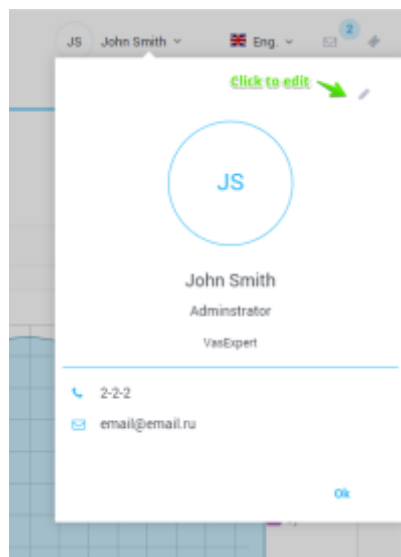 JS John Smith Eng. 2
Click to edit
JS
John Smith
Adminstrator
VasExpert
2-2-2
email@email.ru
Ok